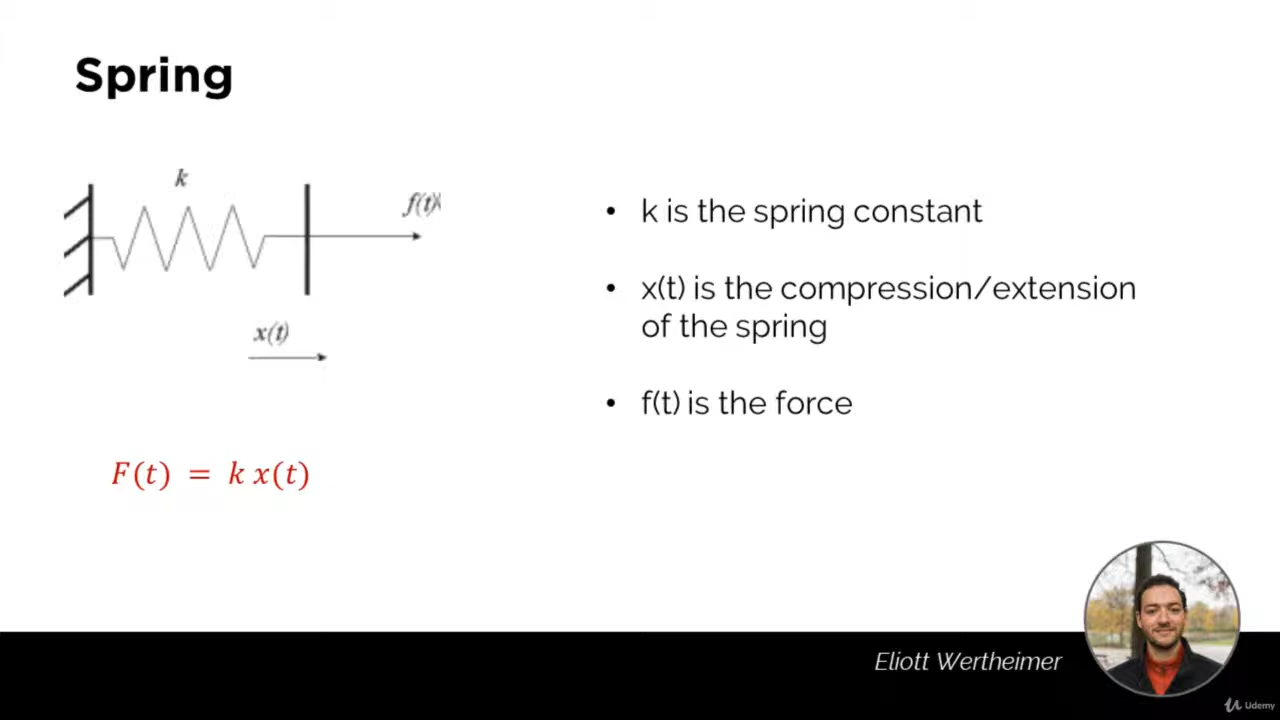 Spring
k
f(t)
x(t)
F(t) = k x(t)
• k is the spring constant
• x(t) is the compression/extension
of the spring
• f(t) is the force
Eliott Wertheimer
Udemy